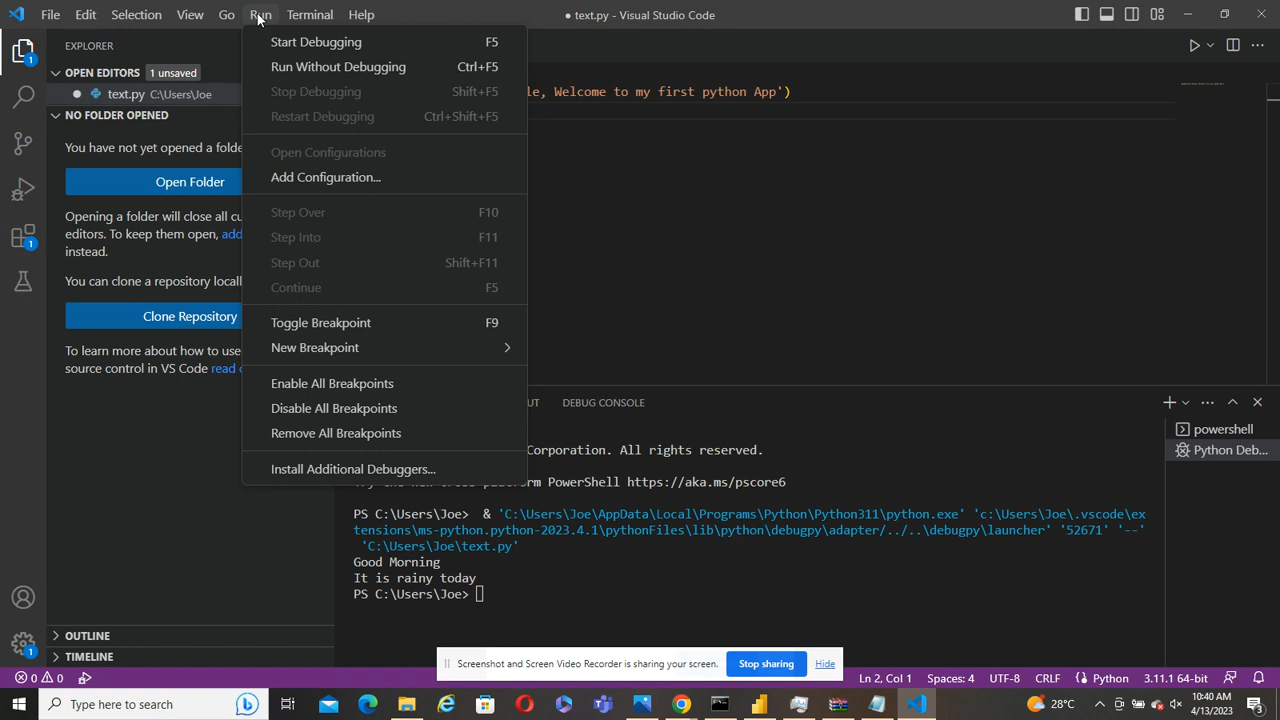 File Edit Selection View Go Run Terminal Help
● text.py - Visual Studio Code
EXPLORER
OPEN EDITORS 1 unsaved
text.py C:\Users\Joe
NO FOLDER OPENED
You have not yet opened a folde
Open Folder
Opening a folder will close all cu
editors. To keep them open, add
instead.
You can clone a repository locall
Clone Repository
To learn more about how to use
source control in VS Code read
OUTLINE
TIMELINE
1
1
1
Start Debugging F5
Run Without Debugging Ctrl+F5
Stop Debugging Shift+F5
Restart Debugging Ctrl+Shift+F5
Open Configurations
Add Configuration...
Step Over F10
Step Into F11
Step Out Shift+F11
Continue F5
Toggle Breakpoint F9
New Breakpoint
Enable All Breakpoints
Disable All Breakpoints
Remove All Breakpoints
Install Additional Debuggers...
le, Welcome to my first python App')
UT DEBUG CONSOLE
powershell
Python Deb...
Corporation. All rights reserved.
PowerShell https://aka.ms/pscore6
PS C:\Users\Joe> & 'C:\Users\Joe\AppData\Local\Programs\Python\Python311\python.exe' 'c:\Users\Joe\.vscode\ex
tensions\ms-python.python-2023.4.1\pythonFiles\lib\python\debugpy\adapter/../..\debugpy\launcher' '52671' '--'
'C:\Users\Joe\text.py'
Good Morning
It is rainy today
PS C:\Users\Joe>
Screenshot and Screen Video Recorder is sharing your screen. Stop sharing Hide
0 0 Ln 2, Col 1 Spaces: 4 UTF-8 CRLF Python 3.11.1 64-bit
Type here to search
28°C
10:40 AM
4/13/2023
3